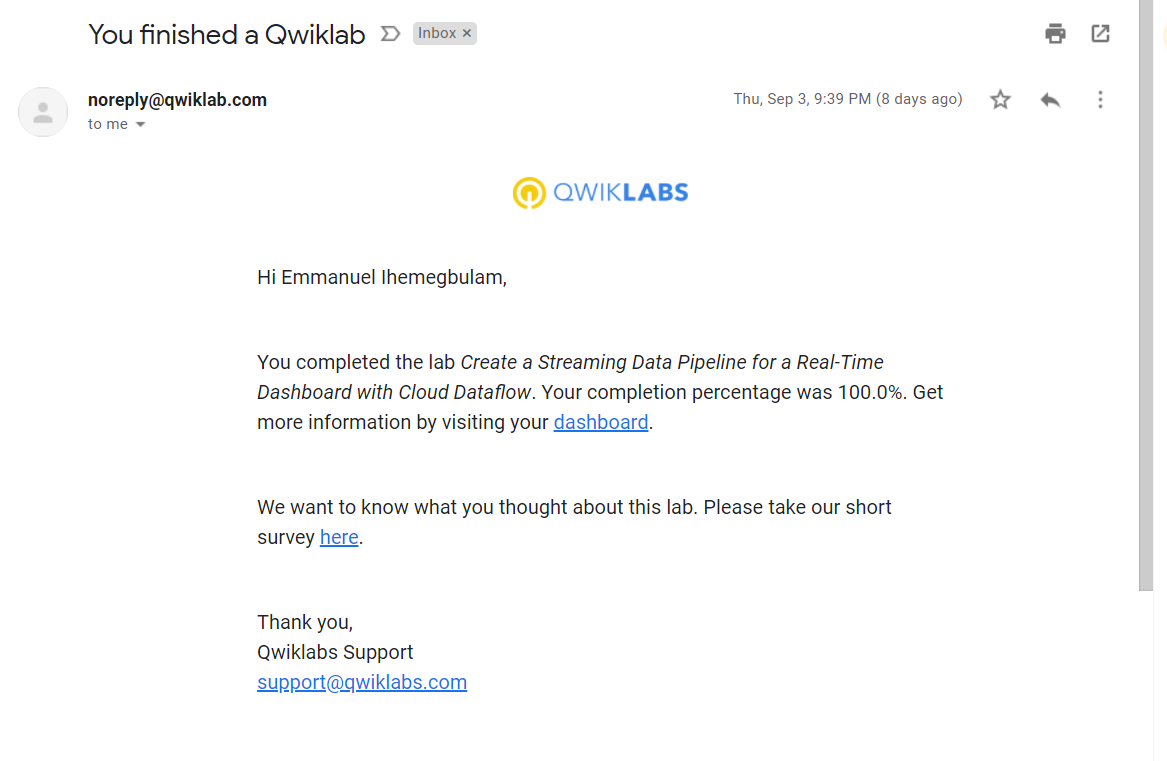 You finished a Qwiklab Inbox ×
noreply@qwiklab.com Thu, Sep 3, 9:39 PM (8 days ago)
to me
QWIKLABS
Hi Emmanuel Ihemegbulam,
You completed the lab Create a Streaming Data Pipeline for a Real-Time
Dashboard with Cloud Dataflow. Your completion percentage was 100.0%. Get
more information by visiting your dashboard.
We want to know what you thought about this lab. Please take our short
survey here.
Thank you,
Qwiklabs Support
support@qwiklabs.com